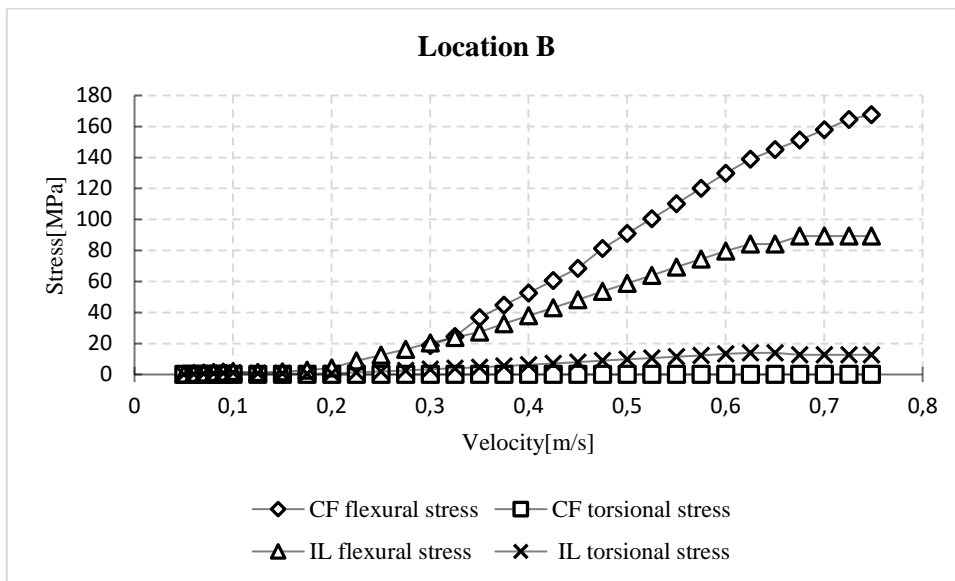 Location B
Stress[MPa]
180
160
140
120
100
80
60
40
20
0
0 0,1 0,2 0,3 0,4 0,5 0,6 0,7 0,8
Velocity[m/s]
CF flexural stress CF torsional stress
IL flexural stress IL torsional stress